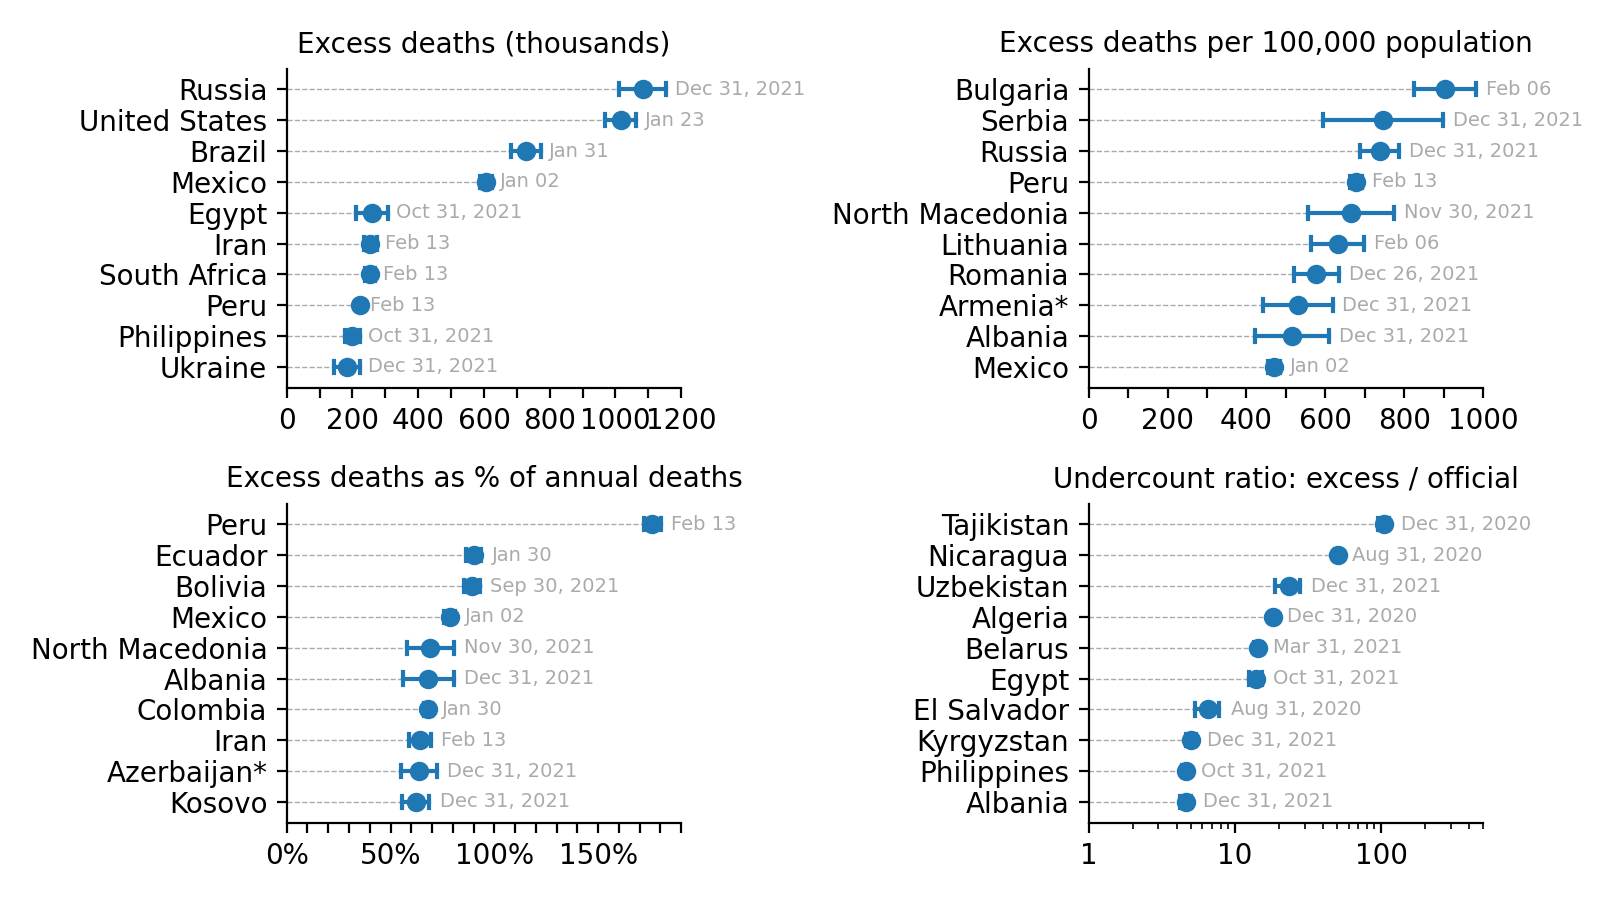 Excess deaths (thousands)
Russia Dec 31, 2021
United States Jan 23
Brazil Jan 31
Mexico Jan 02
Egypt Oct 31, 2021
Iran Feb 13
South Africa Feb 13
Peru Feb 13
Philippines Oct 31, 2021
Ukraine Dec 31, 2021
0 200 400 600 800 1000 1200
Excess deaths per 100,000 population
Bulgaria Feb 06
Serbia Dec 31, 2021
Russia Dec 31, 2021
Peru Feb 13
North Macedonia Nov 30, 2021
Lithuania Feb 06
Romania Dec 26, 2021
Armenia* Dec 31, 2021
Albania Dec 31, 2021
Mexico Jan 02
0 200 400 600 800 1000
Excess deaths as % of annual deaths
Peru Feb 13
Ecuador Jan 30
Bolivia Sep 30, 2021
Mexico Jan 02
North Macedonia Nov 30, 2021
Albania Dec 31, 2021
Colombia Jan 30
Iran Feb 13
Azerbaijan* Dec 31, 2021
Kosovo Dec 31, 2021
0% 50% 100% 150%
Undercount ratio: excess / official
Tajikistan Dec 31, 2020
Nicaragua Aug 31, 2020
Uzbekistan Dec 31, 2021
Algeria Dec 31, 2020
Belarus Mar 31, 2021
Egypt Oct 31, 2021
El Salvador Aug 31, 2020
Kyrgyzstan Dec 31, 2021
Philippines Oct 31, 2021
Albania Dec 31, 2021
1 10 100